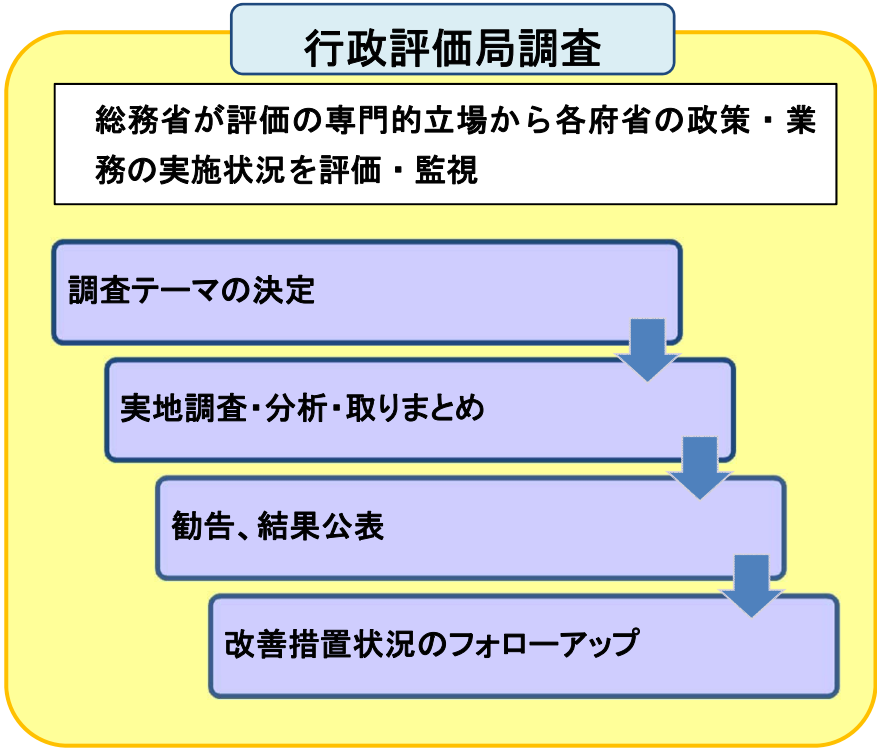 行政評価局調査
総務省が評価の専門的立場から各府省の政策・業
務の実施状況を評価・監視
調査テーマの決定
実地調査・分析・取りまとめ
勧告、結果公表
改善措置状況のフォローアップ